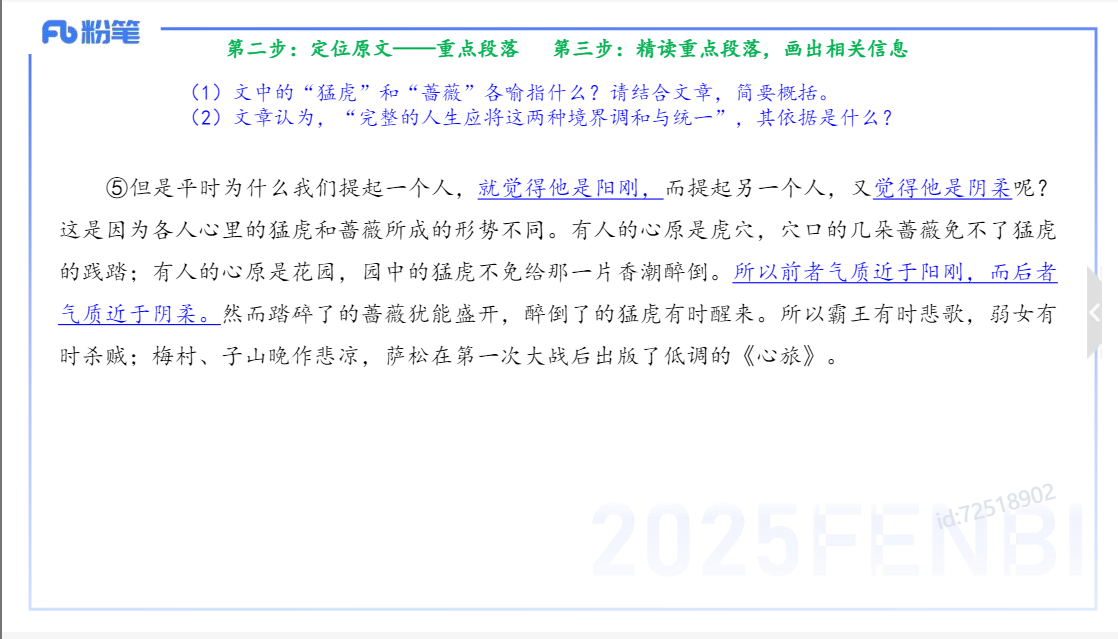 粉笔
第二步：定位原文——重点段落 第三步：精读重点段落，画出相关信息
（1）文中的“猛虎”和“蔷薇”各喻指什么？请结合文章，简要概括。
（2）文章认为，“完整的人生应将这两种境界调和与统一”，其依据是什么？
⑤但是平时为什么我们提起一个人，就觉得他是阳刚，而提起另一个人，又觉得他是阴柔呢？
这是因为各人心里的猛虎和蔷薇所成的形势不同。有人的心原是虎穴，穴口的几朵蔷薇免不了猛虎
的践踏；有人的心原是花园，园中的猛虎不免给那一片香潮醉倒。所以前者气质近于阳刚，而后者
气质近于阴柔。然而踏碎了的蔷薇犹能盛开，醉倒了的猛虎有时醒来。所以霸王有时悲歌，弱女有
时杀贼；梅村、子山晚作悲凉，萨松在第一次大战后出版了低调的《心旅》。
id:72518902
2025FENBI